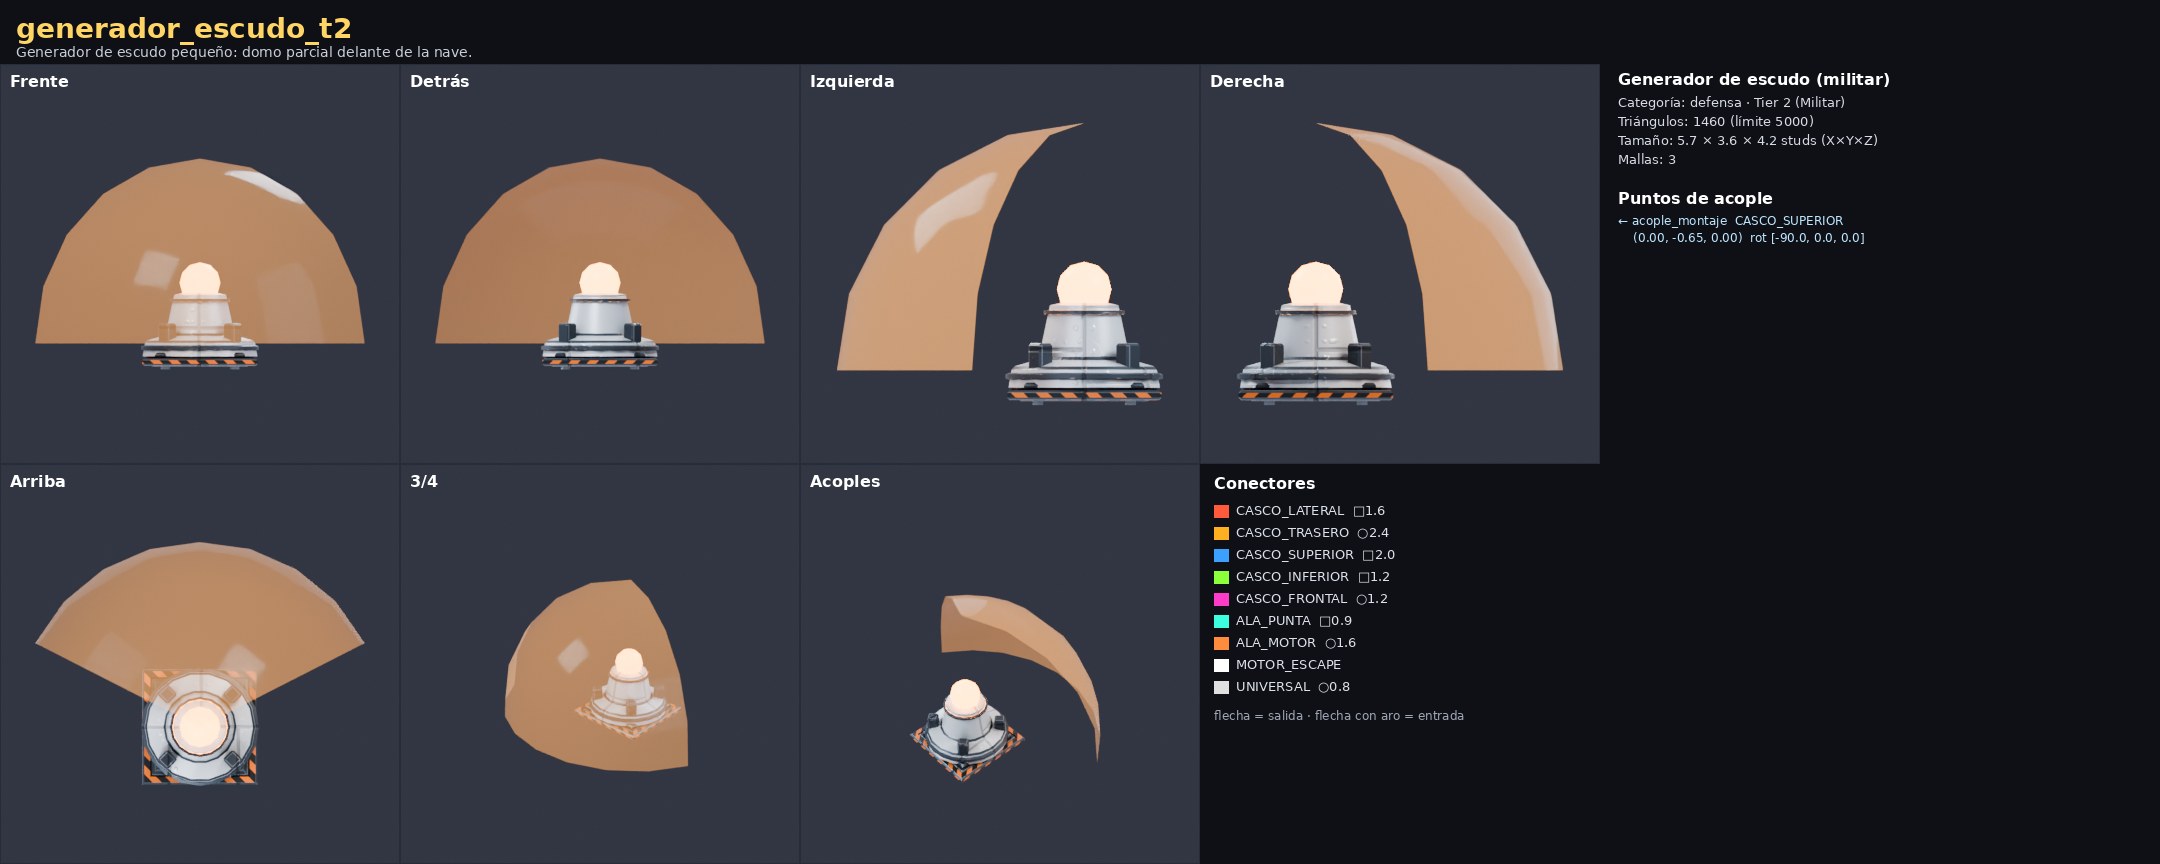 generador_escudo_t2
Generador de escudo pequeño: domo parcial delante de la nave.
Frente
Detrás
Izquierda
Derecha
Generador de escudo (militar)
Categoría: defensa · Tier 2 (Militar)
Triángulos: 1460 (límite 5000)
Tamaño: 5.7 × 3.6 × 4.2 studs (X×Y×Z)
Mallas: 3
Puntos de acople
← acople_montaje CASCO_SUPERIOR
(0.00, -0.65, 0.00) rot [-90.0, 0.0, 0.0]
Arriba
3/4
Acoples
Conectores
CASCO_LATERAL □1.6
CASCO_TRASERO ○2.4
CASCO_SUPERIOR □2.0
CASCO_INFERIOR □1.2
CASCO_FRONTAL ○1.2
ALA_PUNTA □0.9
ALA_MOTOR ○1.6
MOTOR_ESCAPE
UNIVERSAL ○0.8
flecha = salida · flecha con aro = entrada